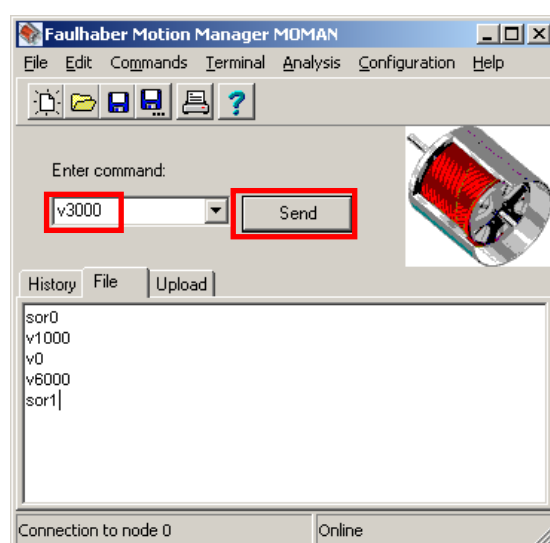 Faulhaber Motion Manager MOMAN
File Edit Commands Terminal Analysis Configuration Help
Enter command:
v3000 Send
History File Upload
sor0
v1000
v0
v6000
sor1
Connection to node 0 Online